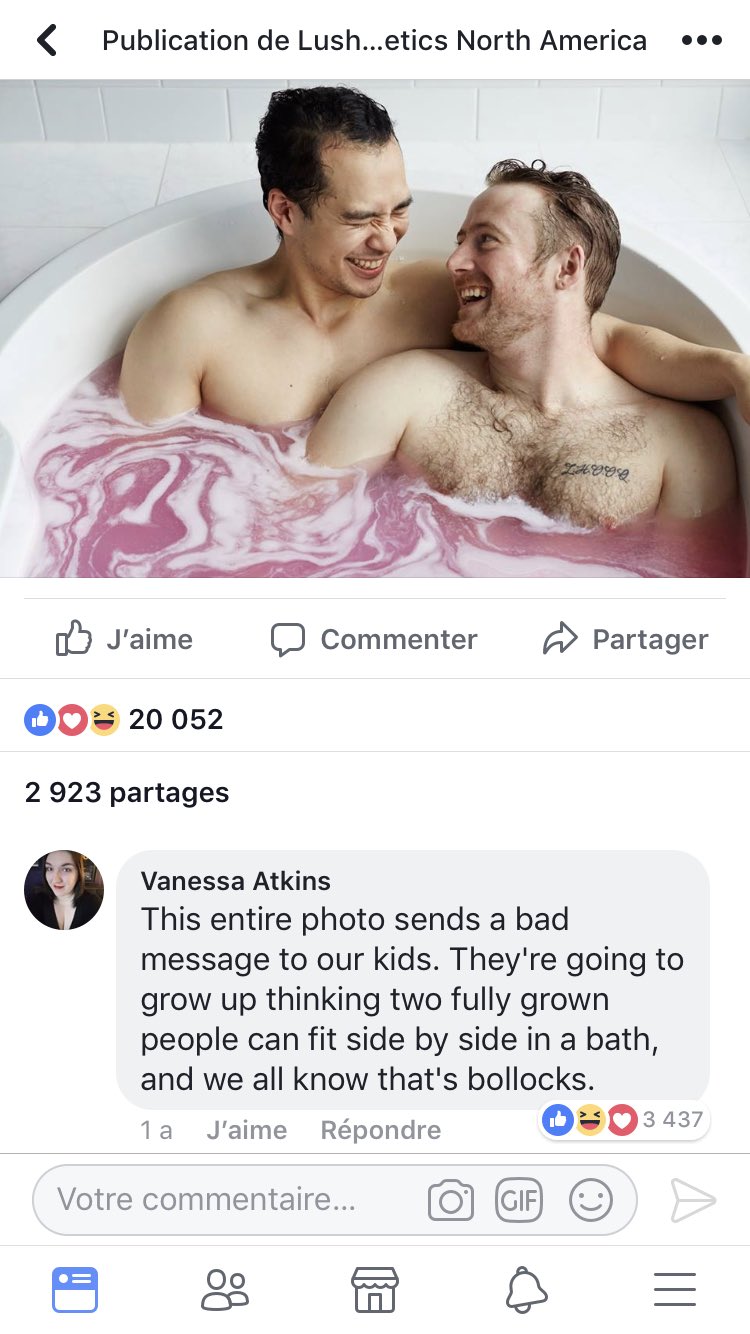 Publication de Lush...etics North America
J'aime
Commenter
Partager
20 052
2 923 partages
Vanessa Atkins
This entire photo sends a bad
message to our kids. They're going to
grow up thinking two fully grown
people can fit side by side in a bath,
and we all know that's bollocks.
1 a J'aime Répondre
3 437
Votre commentaire...
GIF